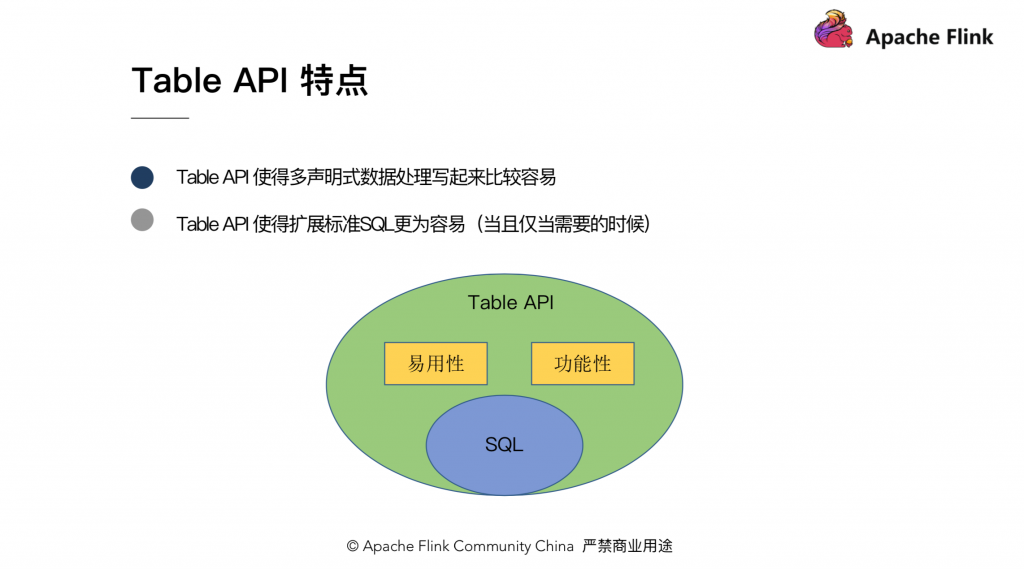 Apache Flink
Table API 特点
Table API 使得多声明式数据处理写起来比较容易
Table API 使得扩展标准SQL更为容易（当且仅当需要的时候）
Table API
易用性
功能性
SQL
© Apache Flink Community China 严禁商业用途